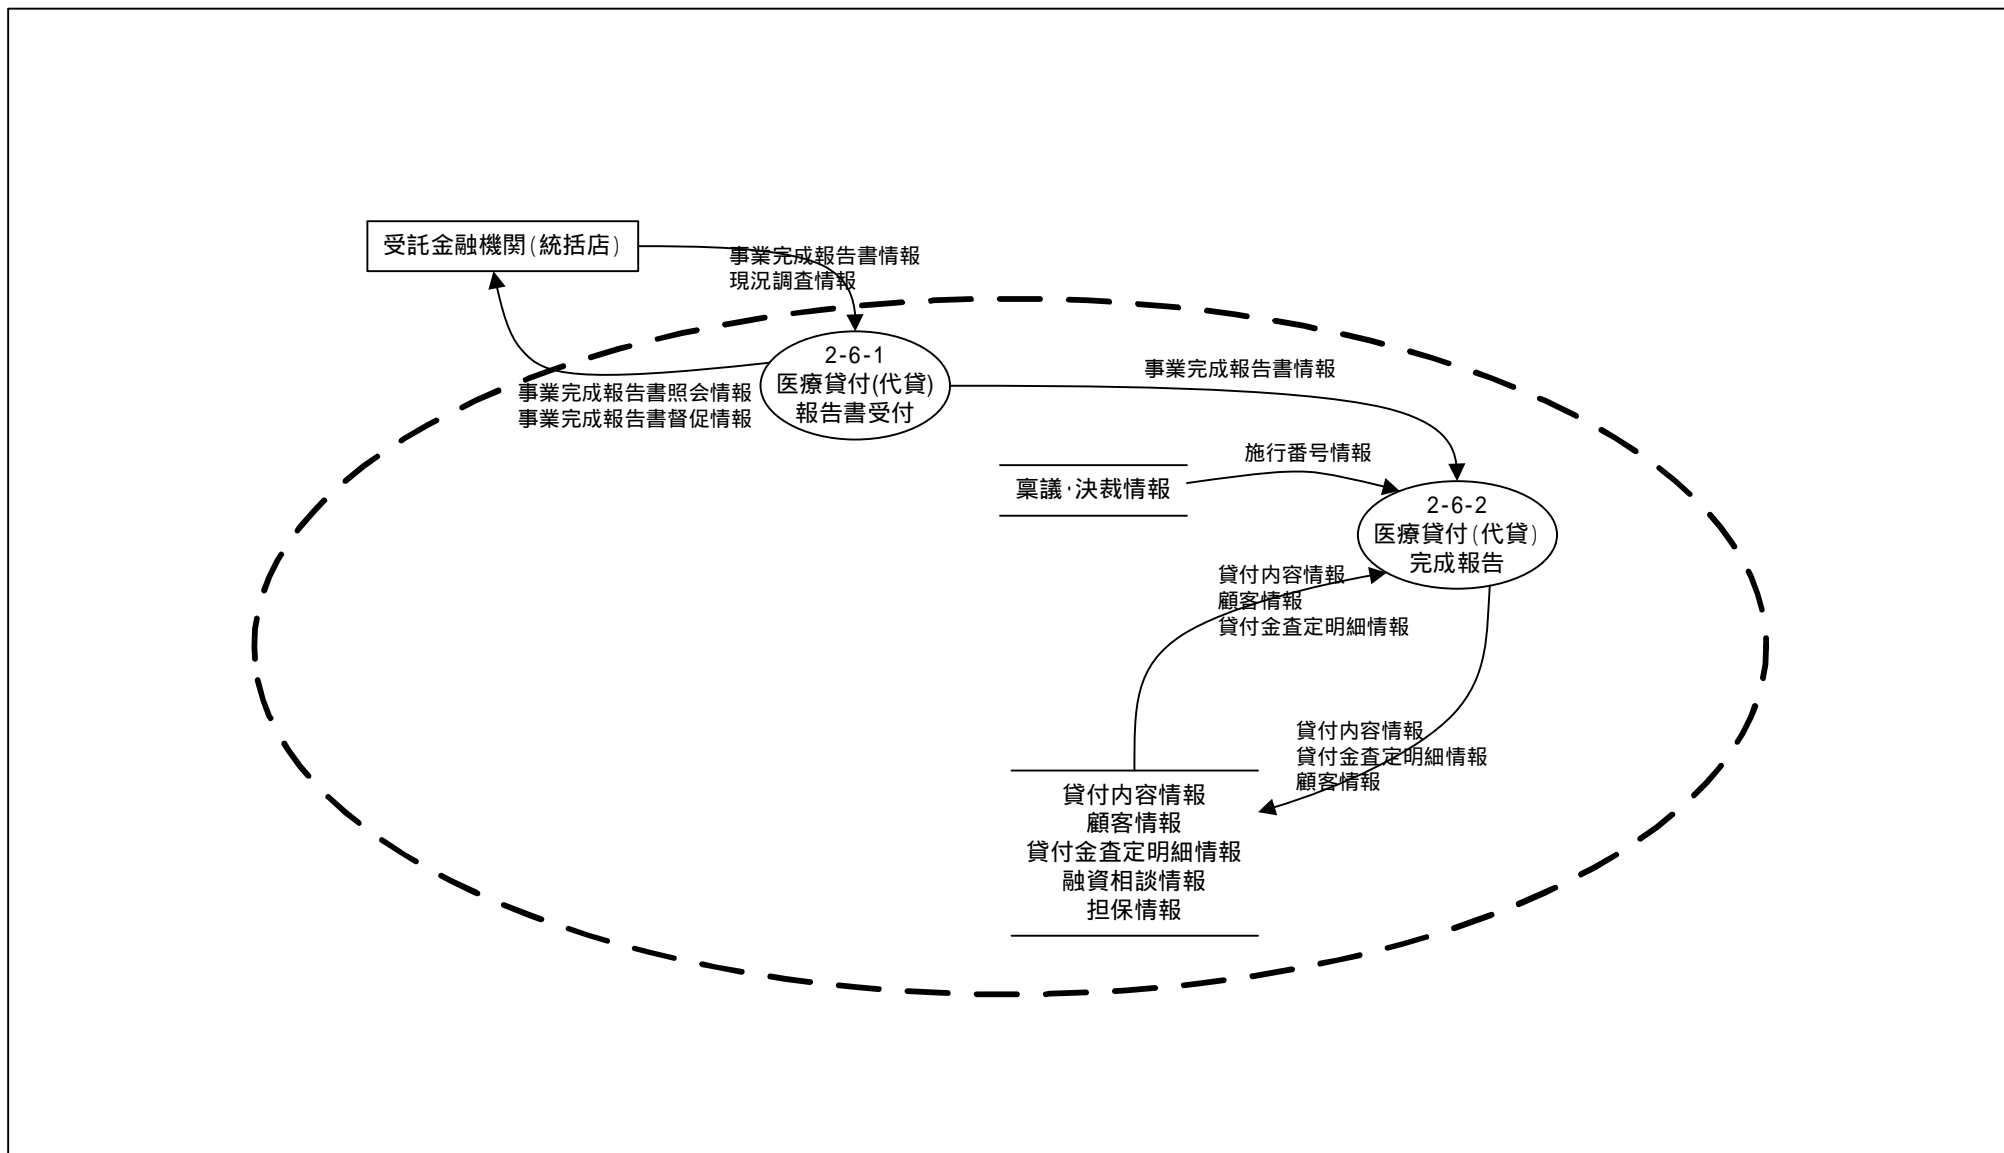 受託金融機関(統括店)
事業完成報告書情報
現況調査情報
2-6-1
医療貸付(代貸)
報告書受付
事業完成報告書照会情報
事業完成報告書督促情報
事業完成報告書情報
施行番号情報
稟議・決裁情報
2-6-2
医療貸付(代貸)
完成報告
貸付内容情報
顧客情報
貸付金査定明細情報
貸付内容情報
貸付金査定明細情報
顧客情報
貸付内容情報
顧客情報
貸付金査定明細情報
融資相談情報
担保情報